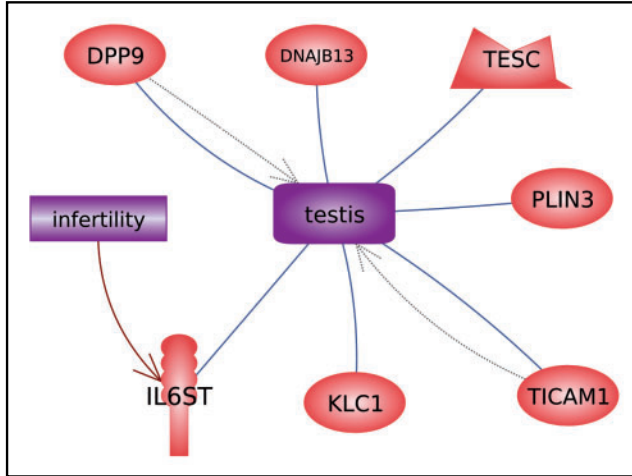 DPP9
DNAJB13
TESC
PLIN3
infertility
testis
IL6ST
KLC1
TICAM1